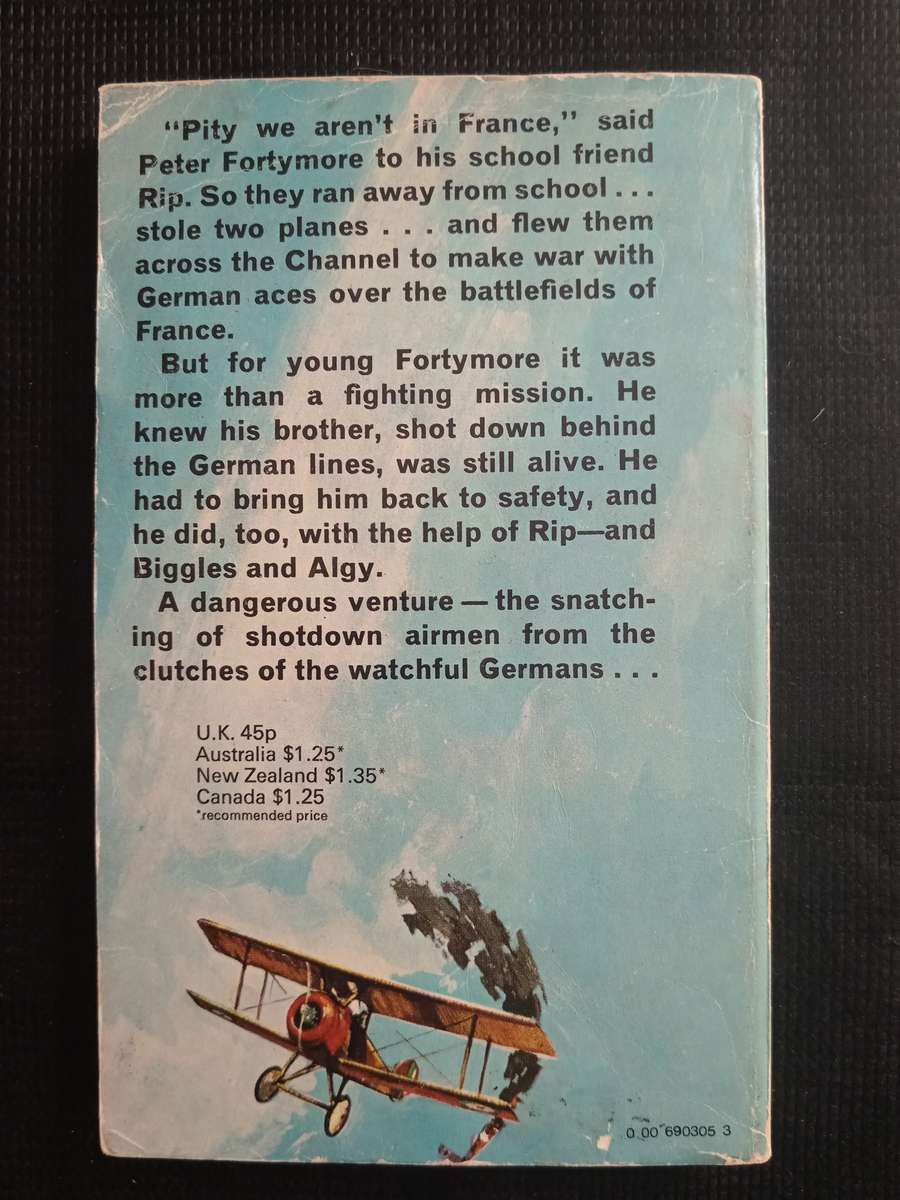 “Pity we aren't in France,” said
Peter Fortymore to his school friend
Rip. So they ran away from school . . .
stole two planes . . . and flew them
across the Channel to make war with
German aces over the battlefields of
France.
But for young Fortymore it was
more than a fighting mission. He
knew his brother, shot down behind
the German lines, was still alive. He
had to bring him back to safety, and
he did, too, with the help of Rip—and
Biggles and Algy.
A dangerous venture — the snatch-
ing of shotdown airmen from the
clutches of the watchful Germans . . .
U.K. 45p
Australia $1.25*
New Zealand $1.35*
Canada $1.25
*recommended price
0 00 690305 3